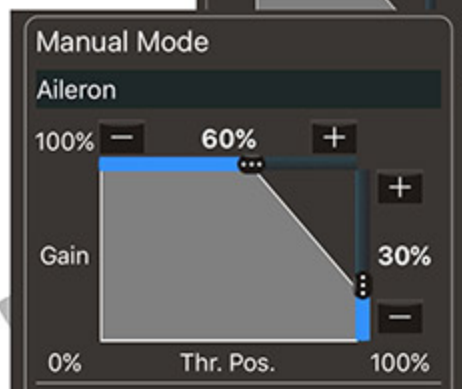 Manual Mode
Aileron
100% − 60% +
+
Gain 30%
−
0% Thr. Pos. 100%